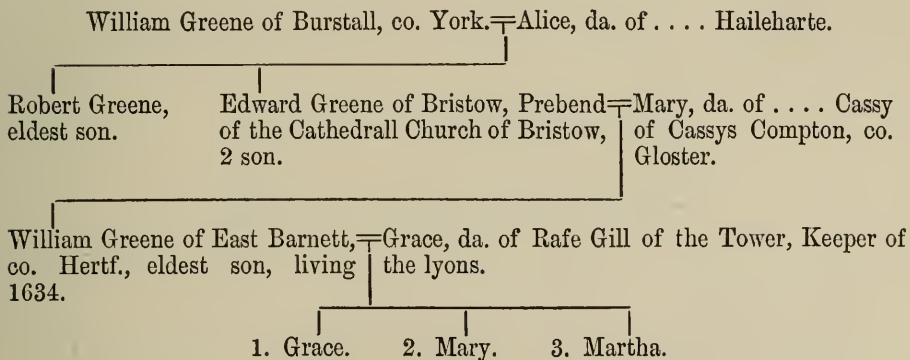 William Greene of Burstall, co. York.=Alice, da. of .... Haileharte.
Robert Greene,
eldest son.
Edward Greene of Bristow, Prebend=Mary, da. of .... Cassy
of the Cathedrall Church of Bristow,
2 son.
of Cassys Compton, co.
Gloster.
William Greene of East Barnett,=Grace, da. of Rafe Gill of the Tower, Keeper of
co. Hertf., eldest son, living
1634.
the lyons.
1. Grace. 2. Mary. 3. Martha.